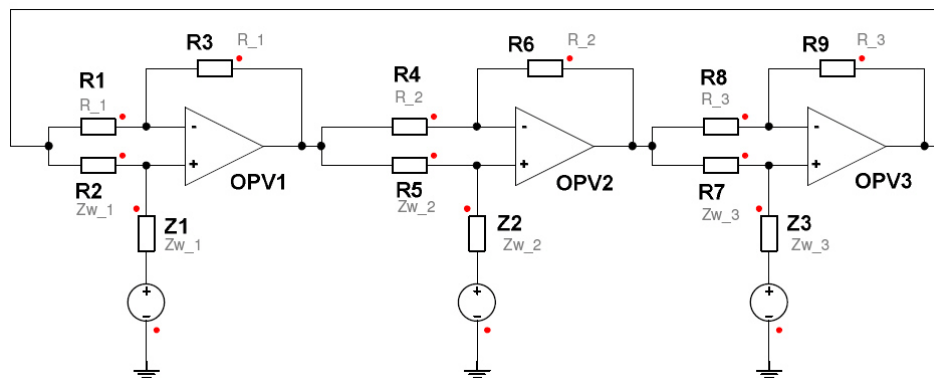 R3
R_1
R1
R_1
-
+
OPV1
R2
Zw_1
Z1
Zw_1
+
-
R6
R_2
R4
R_2
-
+
OPV2
R5
Zw_2
Z2
Zw_2
+
-
R9
R_3
R8
R_3
-
+
OPV3
R7
Zw_3
Z3
Zw_3
+
-